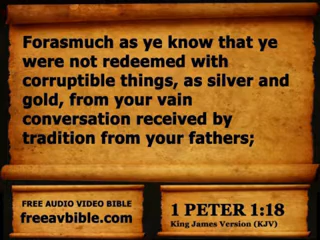 Forasmuch as ye know that ye
were not redeemed with
corruptible things, as silver and
gold, from your vain
conversation received by
tradition from your fathers;
FREE AUDIO VIDEO BIBLE
freeavbible.com
1 PETER 1:18
King James Version (KJV)